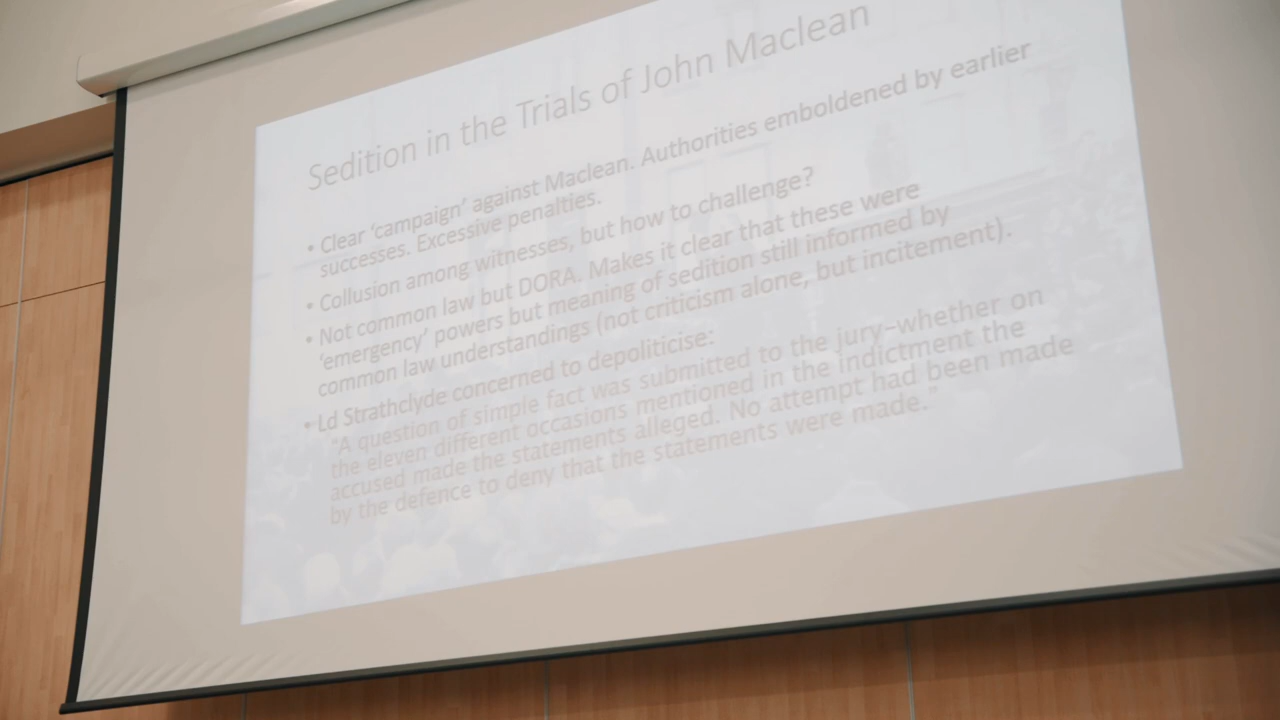 Sedition in the Trials of John Maclean
• Clear ‘campaign’ against Maclean. Authorities emboldened by earlier
successes. Excessive penalties.
• Collusion among witnesses, but how to challenge?
• Not common law but DORA. Makes it clear that these were
‘emergency’ powers but meaning of sedition still informed by
common law understandings (not criticism alone, but incitement).
• Ld Strathclyde concerned to depoliticise:
“A question of simple fact was submitted to the jury–whether on
the eleven different occasions mentioned in the indictment the
accused made the statements alleged. No attempt had been made
by the defence to deny that the statements were made.”